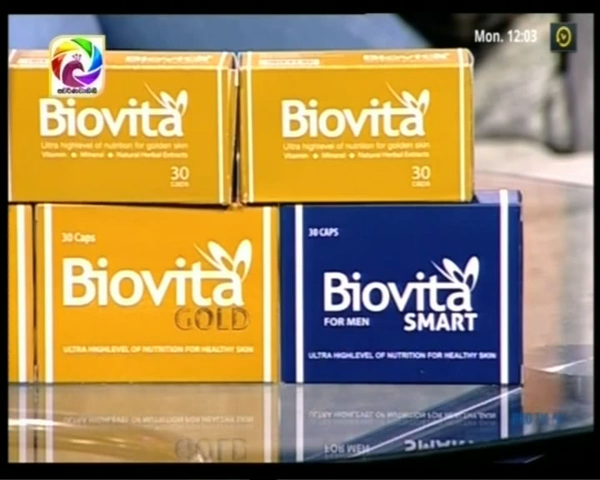 Mon. 12:03
ස්වර්ණවාහිනී
Biovita
Ultra highlevel of nutrition for golden skin
Vitamin Mineral Natural Herbal Extracts
30
CAPS
Biovita
Ultra highlevel of nutrition for golden skin
Vitamin Mineral Natural Herbal Extracts
30
CAPS
30 Caps
Biovita
GOLD
ULTRA HIGHLEVEL OF NUTRITION FOR HEALTHY SKIN
30 CAPS
Biovita
FOR MEN SMART
ULTRA HIGHLEVEL OF NUTRITION FOR HEALTHY SKIN